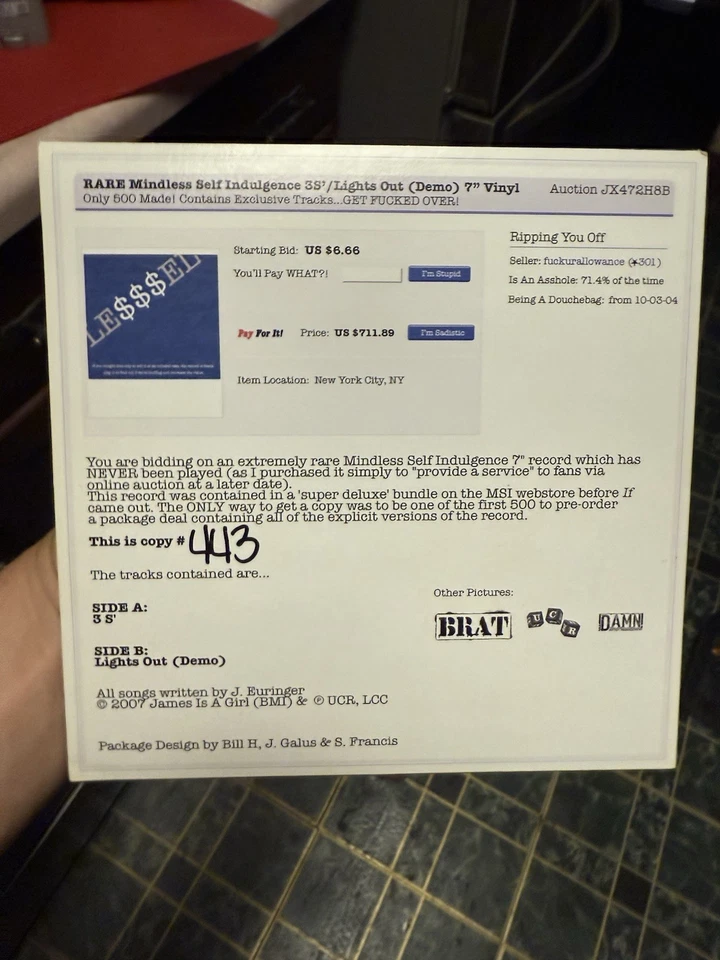 RARE Mindless Self Indulgence 3S'/Lights Out (Demo) 7" Vinyl
Auction JX472H8B
Only 500 Made! Contains Exclusive Tracks...GET FUCKED OVER!
LE$$$EL
Starting Bid: US $6.66
You'll Pay WHAT?!
I'm Stupid
Pay For It!
Price: US $711.89
I'm Sadistic
Item Location: New York City, NY
Ripping You Off
Seller: fuckurallowance (★301)
Is An Asshole: 71.4% of the time
Being A Douchebag: from 10-03-04
You are bidding on an extremely rare Mindless Self Indulgence 7" record which has
NEVER been played (as I purchased it simply to "provide a service" to fans via
online auction at a later date).
This record was contained in a 'super deluxe' bundle on the MSI webstore before If
came out. The ONLY way to get a copy was to be one of the first 500 to pre-order
a package deal containing all of the explicit versions of the record.
This is copy # 443
The tracks contained are...
SIDE A:
3 S'
SIDE B:
Lights Out (Demo)
Other Pictures:
BRAT
UCR
DAMN!
All songs written by J. Euringer
© 2007 James Is A Girl (BMI) & ℗ UCR, LCC
Package Design by Bill H, J. Galus & S. Francis